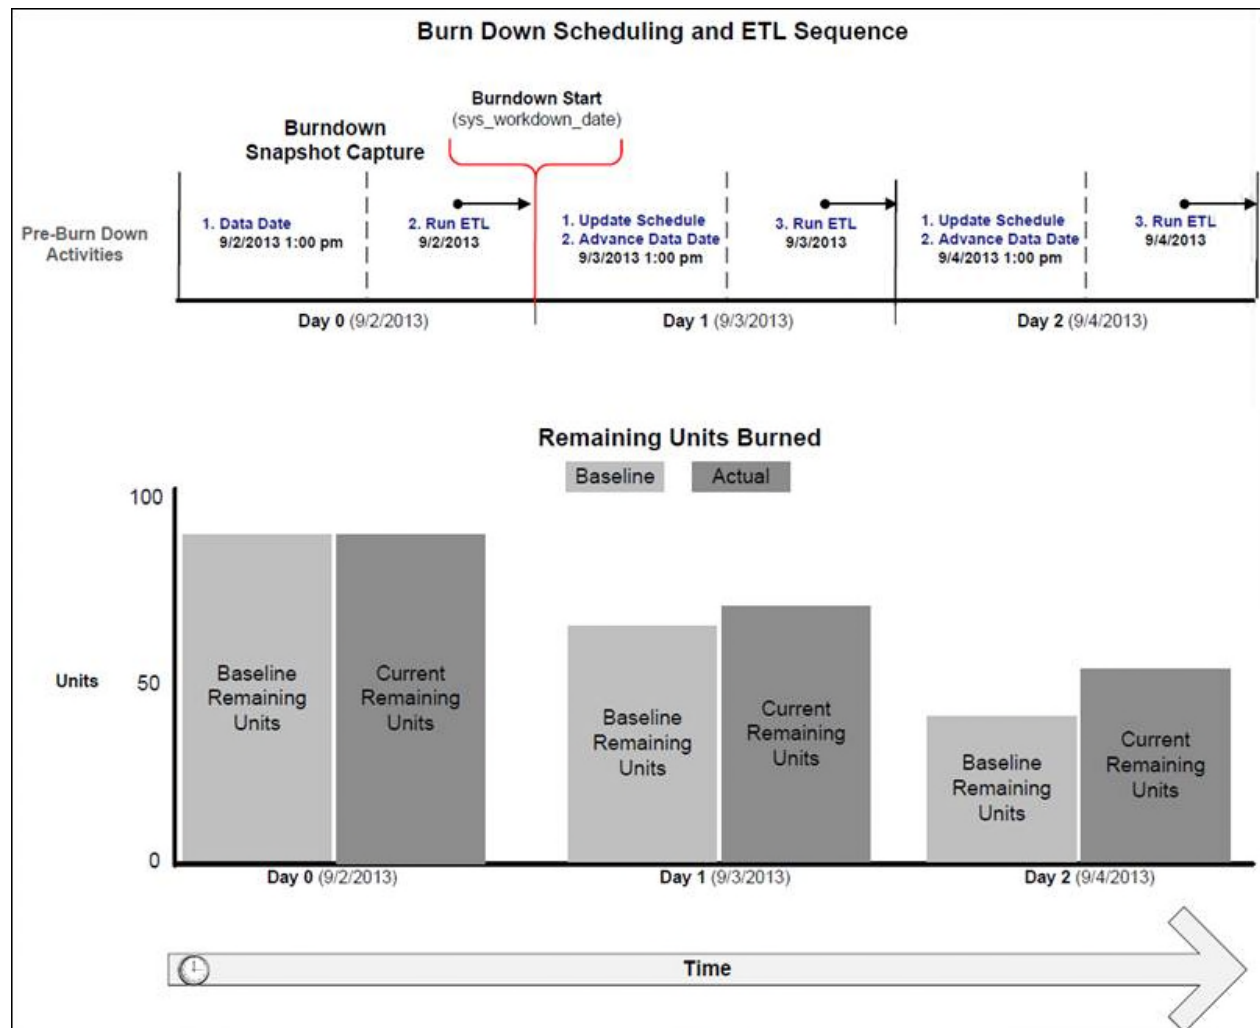 Burn Down Scheduling and ETL Sequence
Burndown Start
(sys_workdown_date)
Burndown
Snapshot Capture
Pre-Burn Down
Activities
1. Data Date
9/2/2013 1:00 pm
2. Run ETL
9/2/2013
1. Update Schedule
2. Advance Data Date
9/3/2013 1:00 pm
3. Run ETL
9/3/2013
1. Update Schedule
2. Advance Data Date
9/4/2013 1:00 pm
3. Run ETL
9/4/2013
Day 0 (9/2/2013)
Day 1 (9/3/2013)
Day 2 (9/4/2013)
Remaining Units Burned
Baseline
Actual
100
Units
50
0
Baseline
Remaining
Units
Current
Remaining
Units
Baseline
Remaining
Units
Current
Remaining
Units
Baseline
Remaining
Units
Current
Remaining
Units
Day 0 (9/2/2013)
Day 1 (9/3/2013)
Day 2 (9/4/2013)
Time